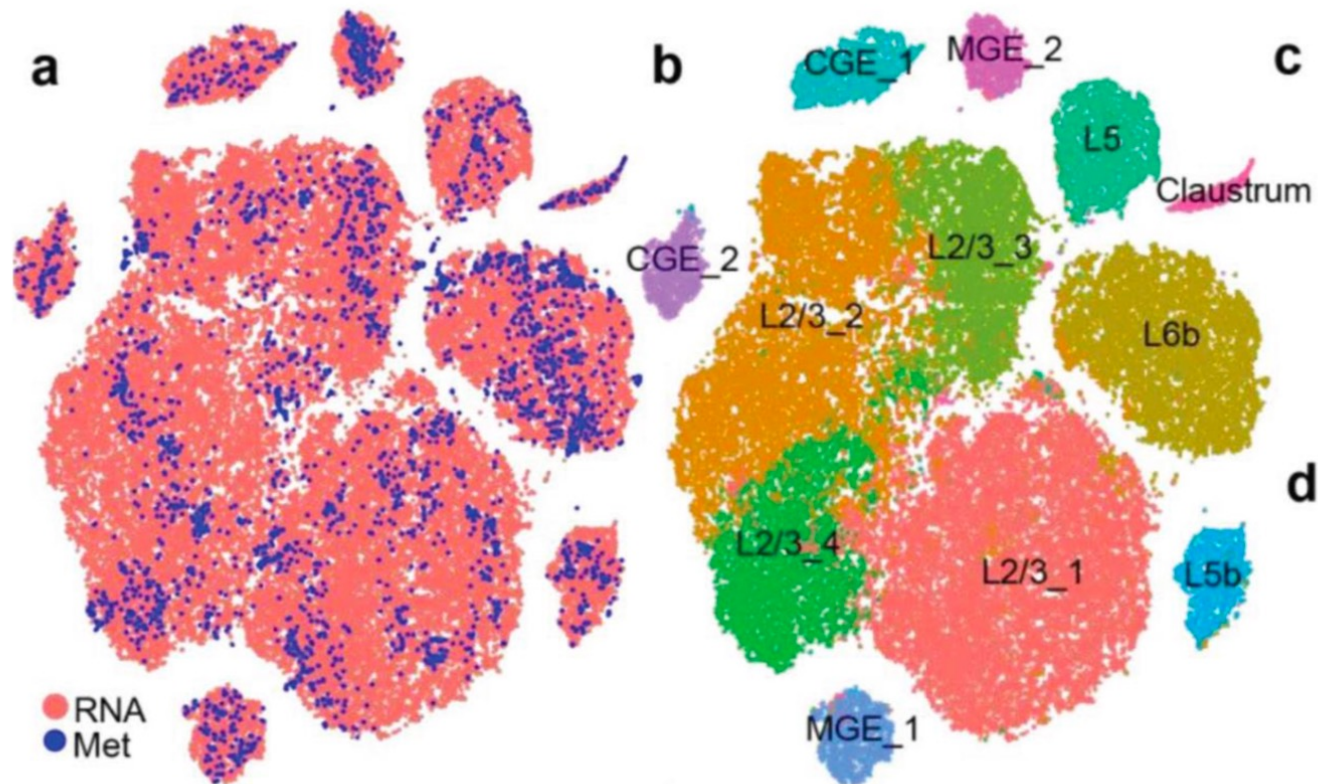 a
RNA
Met
b
CGE_1
MGE_2
c
L5
Claustrum
CGE_2
L2/3_3
L2/3_2
L6b
d
L2/3_4
L2/3_1
L5b
MGE_1